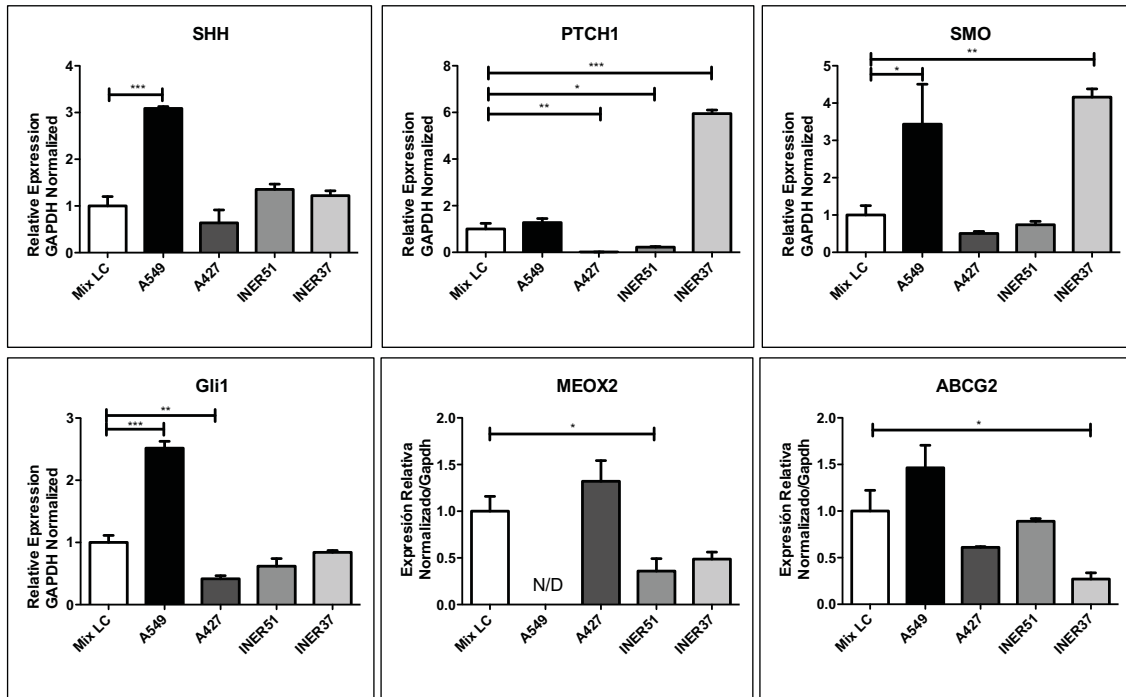 SHH
Relative Epxression
GAPDH Normalized
4
3
2
1
0
***
Mix LC
A549
A427
INER51
INER37
PTCH1
Relative Epxression
GAPDH Normalized
8
6
4
2
0
***
*
**
Mix LC
A549
A427
INER51
INER37
SMO
Relative Epxression
GAPDH Normalized
5
4
3
2
1
0
**
*
Mix LC
A549
A427
INER51
INER37
Gli1
Relative Epxression
GAPDH Normalized
3
2
1
0
**
***
Mix LC
A549
A427
INER51
INER37
MEOX2
Expresión Relativa
Normalizado/Gapdh
2.0
1.5
1.0
0.5
0.0
*
N/D
Mix LC
A549
A427
INER51
INER37
ABCG2
Expresión Relativa
Normalizado/Gapdh
2.0
1.5
1.0
0.5
0.0
*
Mix LC
A549
A427
INER51
INER37